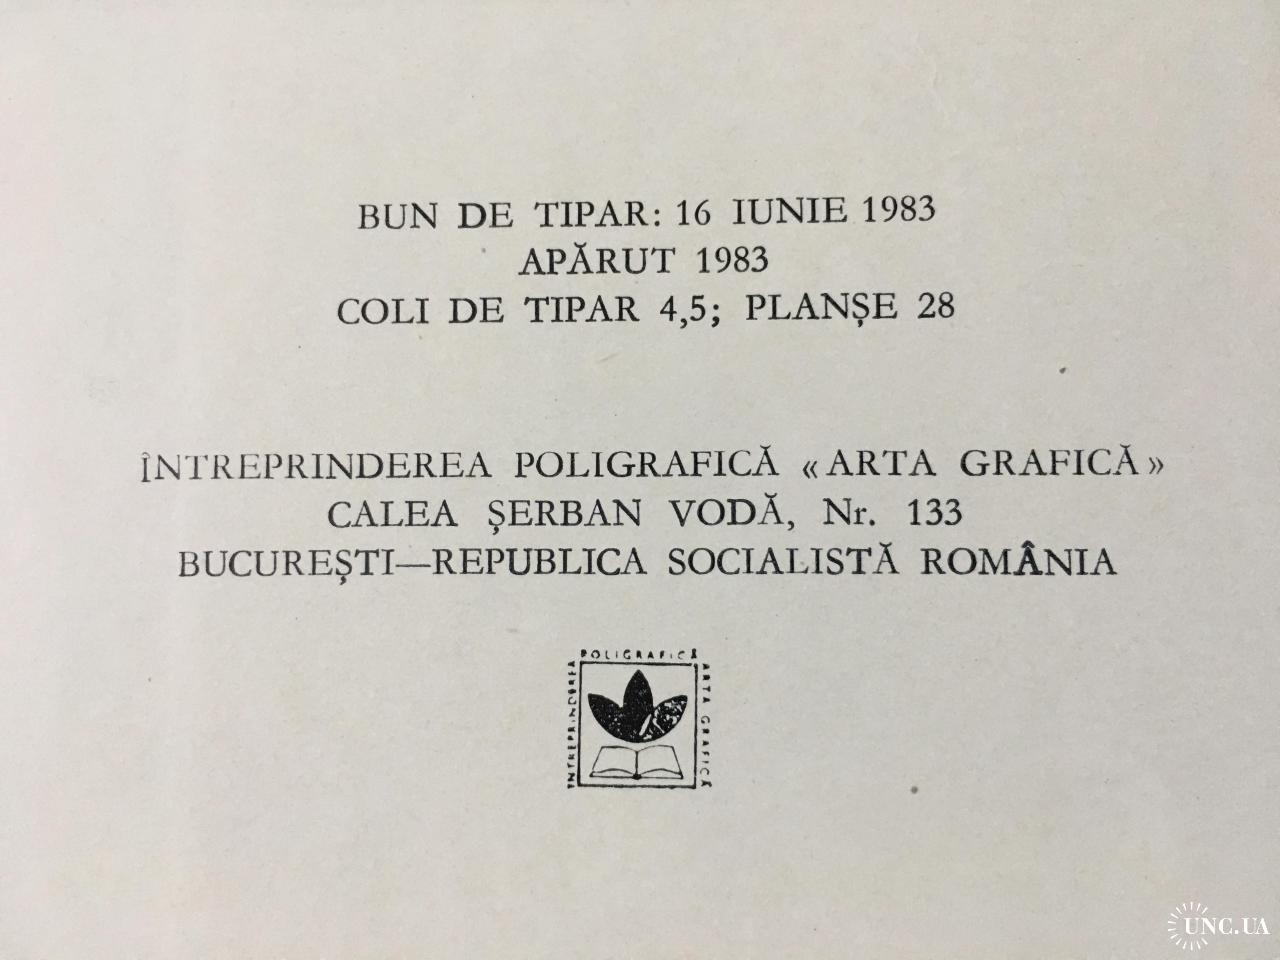 BUN DE TIPAR: 16 IUNIE 1983
APĂRUT 1983
COLI DE TIPAR 4,5; PLANȘE 28
ÎNTREPRINDEREA POLIGRAFICĂ «ARTA GRAFICĂ»
CALEA ȘERBAN VODĂ, Nr. 133
BUCUREȘTI—REPUBLICA SOCIALISTĂ ROMÂNIA
ÎNTREPRINDEREA
POLIGRAFICĂ
ARTA GRAFICĂ
UNC.UA